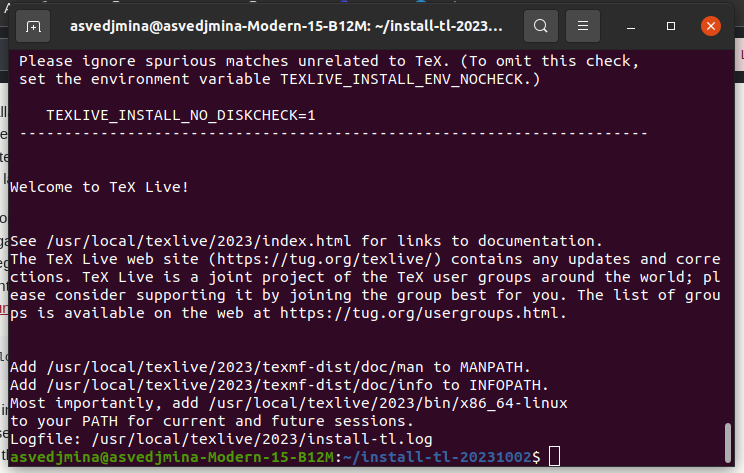 asvedjmina@asvedjmina-Modern-15-B12M: ~/install-tl-2023…
Please ignore spurious matches unrelated to TeX. (To omit this check,
set the environment variable TEXLIVE_INSTALL_ENV_NOCHECK.)
TEXLIVE_INSTALL_NO_DISKCHECK=1
----------------------------------------------------------------------
Welcome to TeX Live!
See /usr/local/texlive/2023/index.html for links to documentation.
The TeX Live web site (https://tug.org/texlive/) contains any updates and corre
ctions. TeX Live is a joint project of the TeX user groups around the world; pl
ease consider supporting it by joining the group best for you. The list of grou
ps is available on the web at https://tug.org/usergroups.html.
Add /usr/local/texlive/2023/texmf-dist/doc/man to MANPATH.
Add /usr/local/texlive/2023/texmf-dist/doc/info to INFOPATH.
Most importantly, add /usr/local/texlive/2023/bin/x86_64-linux
to your PATH for current and future sessions.
Logfile: /usr/local/texlive/2023/install-tl.log
asvedjmina@asvedjmina-Modern-15-B12M:~/install-tl-20231002$